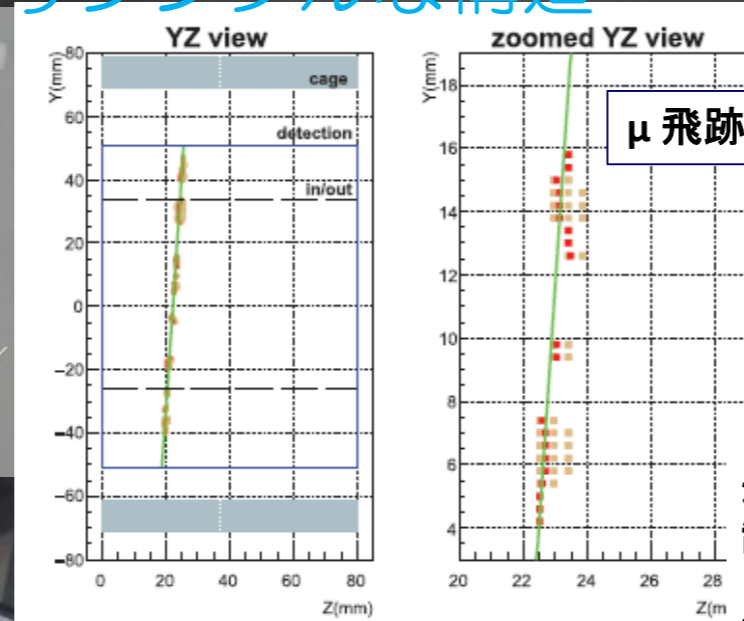 YZ view
Y(mm)
80
60
40
20
0
−20
−40
−60
−80
cage
detection
in/out
0 20 40 60 80
Z(mm)
zoomed YZ view
Y(mm)
18
16
14
12
10
8
6
4
μ 飛跡
20 22 24 26 28
Z(m